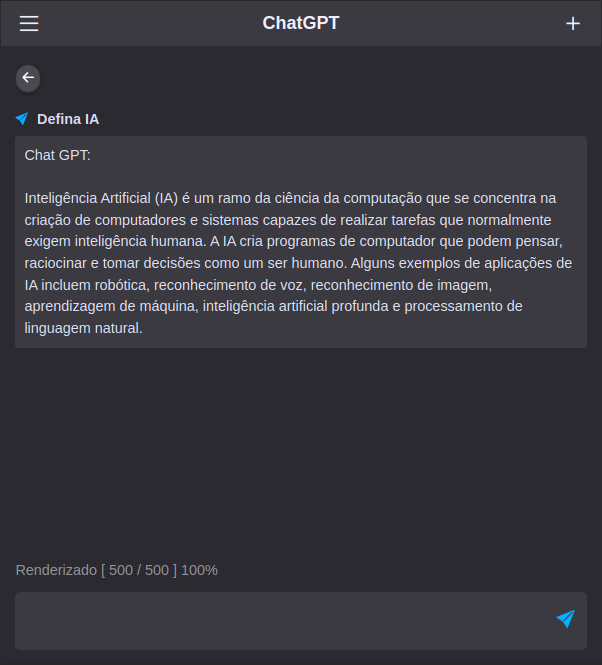 ChatGPT
Defina IA
Chat GPT:
Inteligência Artificial (IA) é um ramo da ciência da computação que se concentra na
criação de computadores e sistemas capazes de realizar tarefas que normalmente
exigem inteligência humana. A IA cria programas de computador que podem pensar,
raciocinar e tomar decisões como um ser humano. Alguns exemplos de aplicações de
IA incluem robótica, reconhecimento de voz, reconhecimento de imagem,
aprendizagem de máquina, inteligência artificial profunda e processamento de
linguagem natural.
Renderizado [ 500 / 500 ] 100%